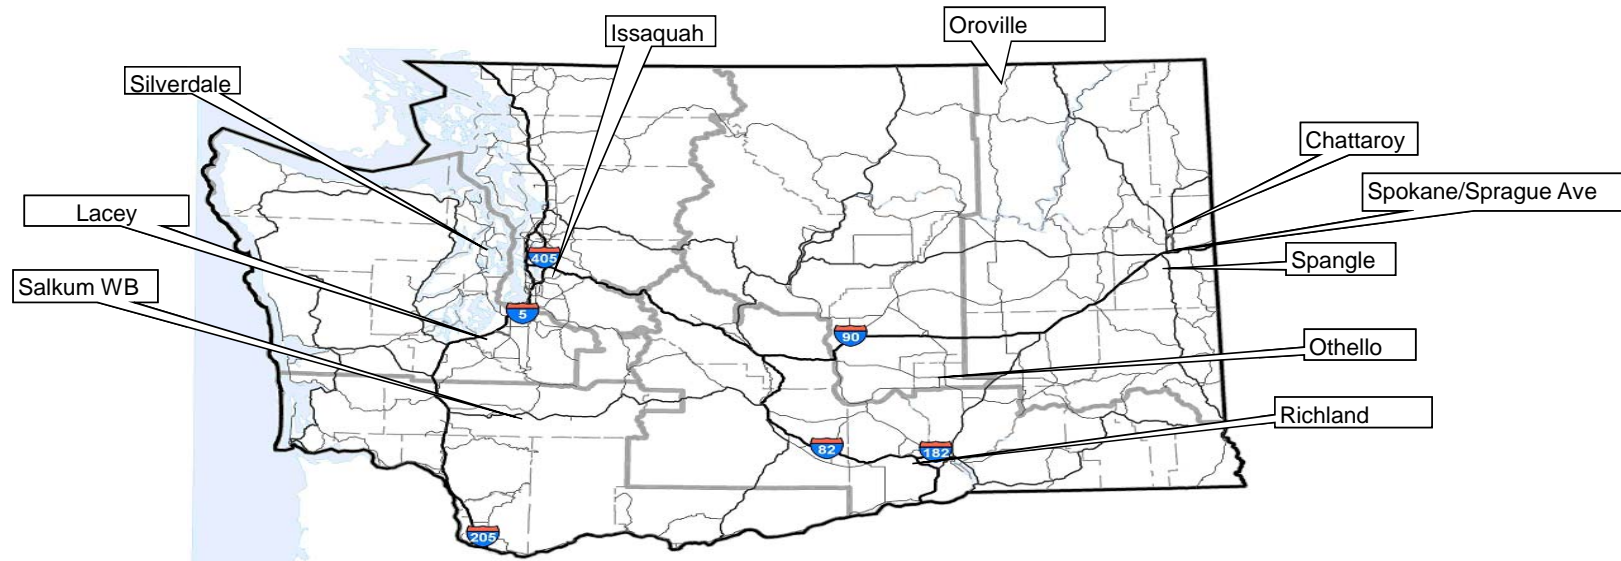 Oroville
Issaquah
Silverdale
Chattaroy
Spokane/Sprague Ave
Lacey
405
Spangle
Salkum WB
5
90
Othello
Richland
82
182
205